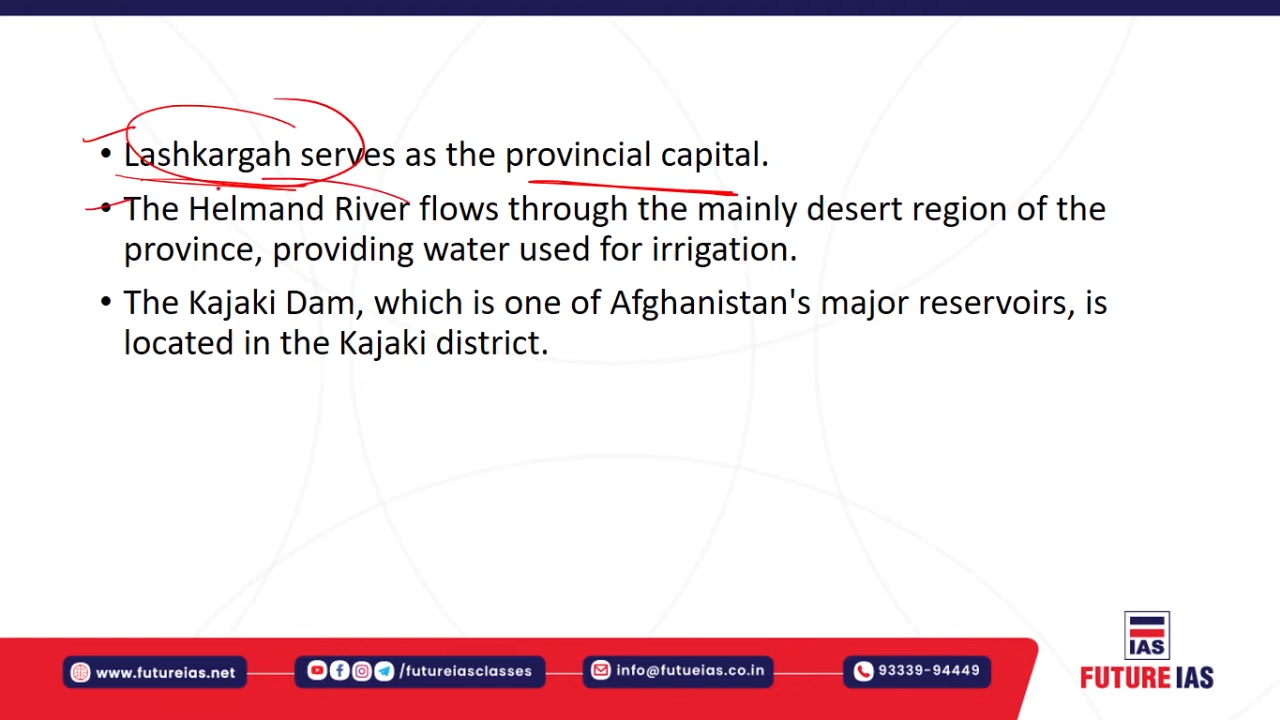 • Lashkargah serves as the provincial capital.
• The Helmand River flows through the mainly desert region of the
province, providing water used for irrigation.
• The Kajaki Dam, which is one of Afghanistan's major reservoirs, is
located in the Kajaki district.
IAS
FUTURE IAS
www.futureias.net
/futureiasclasses
info@futueias.co.in
93339-94449